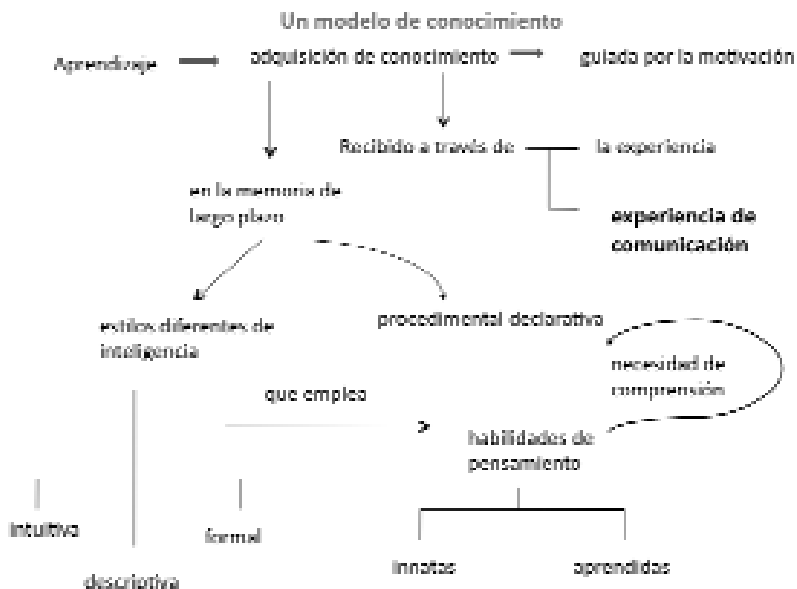 Un modelo de conocimiento
Aprendizaje
adquisición de conocimiento
guiada por la motivación
Recibido a través de
la experiencia
en la memoria de
largo plazo
experiencia de
comunicación
estilos diferentes de
inteligencia
procedimental declarativa
necesidad de
comprensión
que emplea
habilidades de
pensamiento
intuitiva
formal
descriptiva
innatas
aprendidas